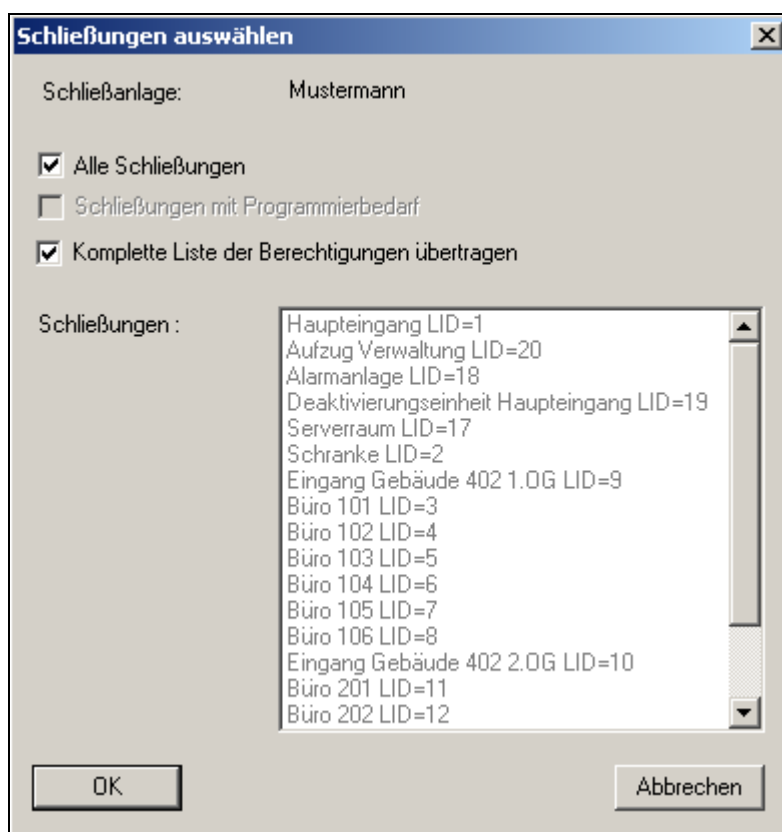 Schließungen auswählen
Schließanlage: Mustermann
Alle Schließungen
Schließungen mit Programmierbedarf
Komplette Liste der Berechtigungen übertragen
Schließungen :
Haupteingang LID=1
Aufzug Verwaltung LID=20
Alarmanlage LID=18
Deaktivierungseinheit Haupteingang LID=19
Serverraum LID=17
Schranke LID=2
Eingang Gebäude 402 1.OG LID=9
Büro 101 LID=3
Büro 102 LID=4
Büro 103 LID=5
Büro 104 LID=6
Büro 105 LID=7
Büro 106 LID=8
Eingang Gebäude 402 2.OG LID=10
Büro 201 LID=11
Büro 202 LID=12
OK Abbrechen